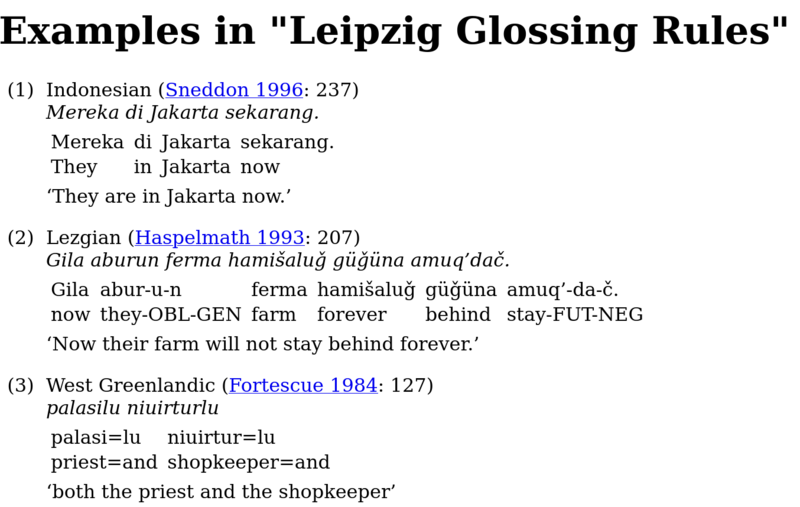 Examples in "Leipzig Glossing Rules"
(1) Indonesian (Sneddon 1996: 237)
Mereka di Jakarta sekarang.
Mereka di Jakarta sekarang.
They in Jakarta now
‘They are in Jakarta now.’
(2) Lezgian (Haspelmath 1993: 207)
Gila aburun ferma hamišaluǧ güǧüna amuq’dač.
Gila abur-u-n ferma hamišaluǧ güǧüna amuq’-da-č.
now they-OBL-GEN farm forever behind stay-FUT-NEG
‘Now their farm will not stay behind forever.’
(3) West Greenlandic (Fortescue 1984: 127)
palasilu niuirturlu
palasi=lu niuirtur=lu
priest=and shopkeeper=and
‘both the priest and the shopkeeper’